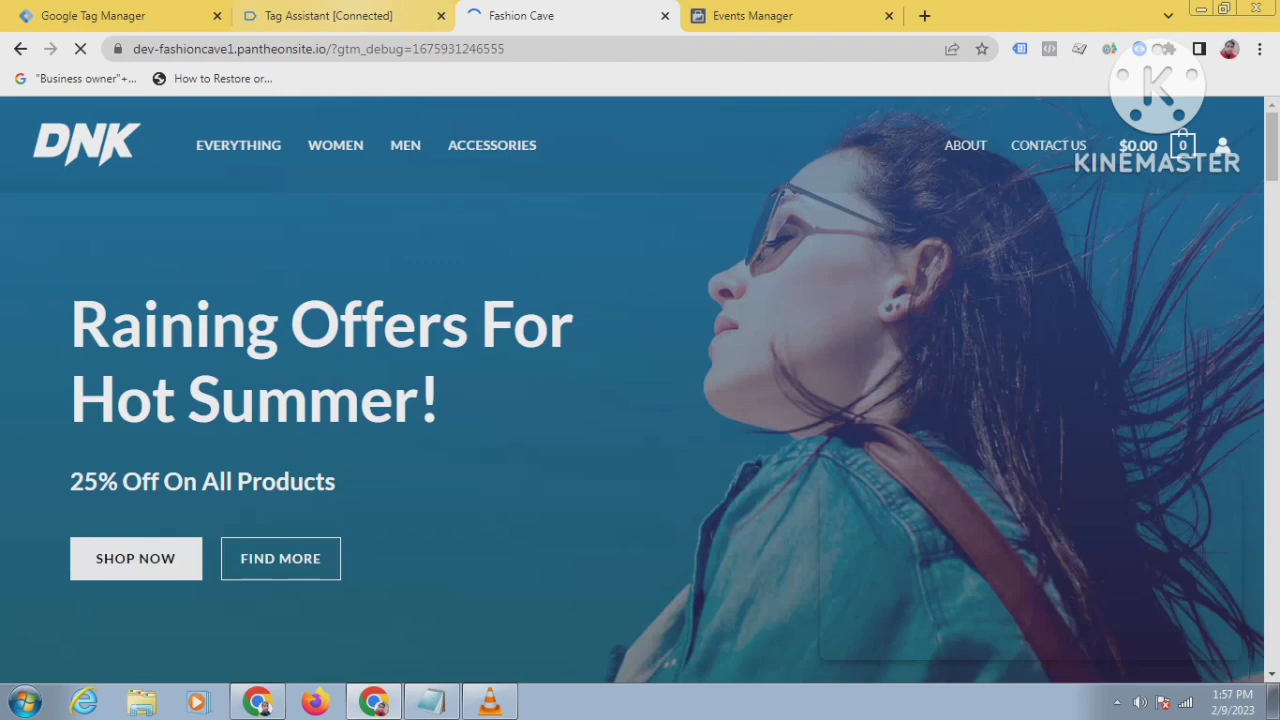 Google Tag Manager
Tag Assistant [Connected]
Fashion Cave
Events Manager
dev-fashioncave1.pantheonsite.io/?gtm_debug=1675931246555
"Business owner"+...
How to Restore or...
DNK
EVERYTHING
WOMEN
MEN
ACCESSORIES
ABOUT
CONTACT US
$0.00
0
K
KINEMASTER
Raining Offers For
Hot Summer!
25% Off On All Products
SHOP NOW
FIND MORE
1:57 PM
2/9/2023